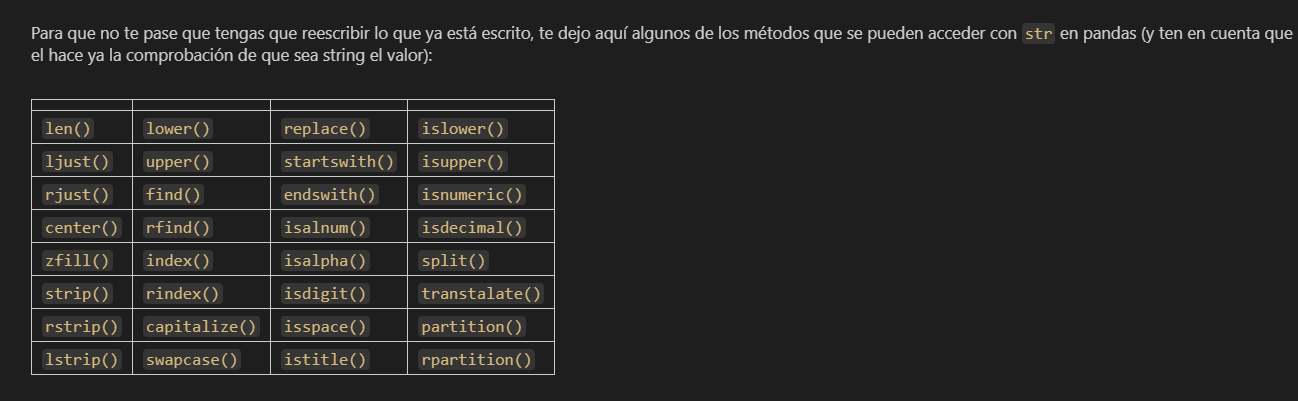 Para que no te pase que tengas que reescribir lo que ya está escrito, te dejo aquí algunos de los métodos que se pueden acceder con str en pandas (y ten en cuenta que
el hace ya la comprobación de que sea string el valor):
len() lower() replace() islower()
ljust() upper() startswith() isupper()
rjust() find() endswith() isnumeric()
center() rfind() isalnum() isdecimal()
zfill() index() isalpha() split()
strip() rindex() isdigit() transtalate()
rstrip() capitalize() isspace() partition()
lstrip() swapcase() istitle() rpartition()